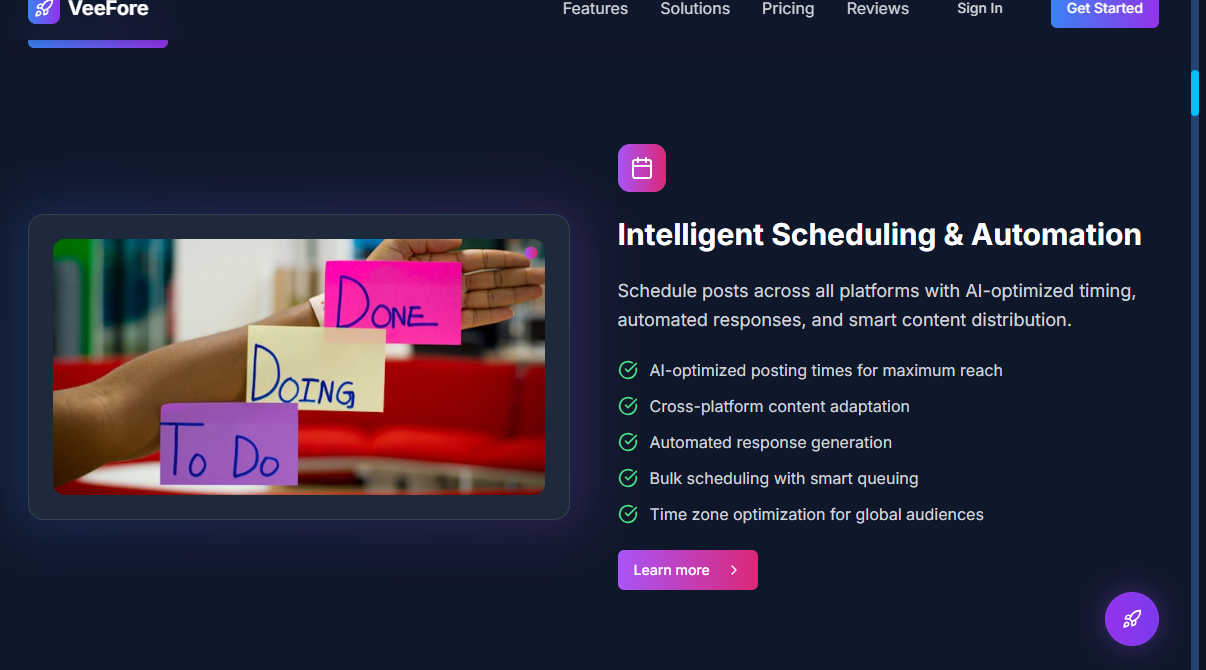 VeeFore
Features
Solutions
Pricing
Reviews
Sign In
Get Started
DONE
DOING
TO DO
Intelligent Scheduling & Automation
Schedule posts across all platforms with AI-optimized timing,
automated responses, and smart content distribution.
AI-optimized posting times for maximum reach
Cross-platform content adaptation
Automated response generation
Bulk scheduling with smart queuing
Time zone optimization for global audiences
Learn more